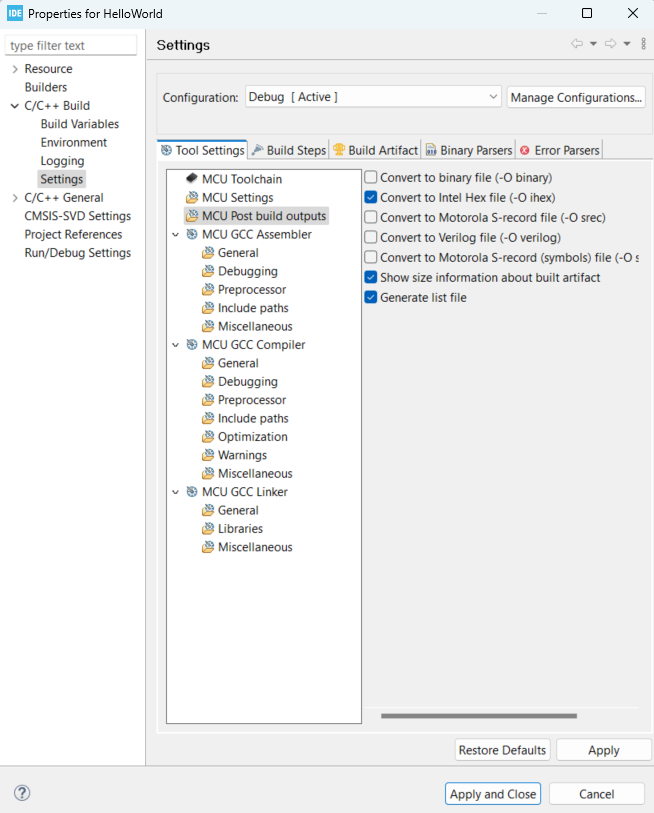 IDE Properties for HelloWorld
type filter text
Resource
Builders
C/C++ Build
Build Variables
Environment
Logging
Settings
C/C++ General
CMSIS-SVD Settings
Project References
Run/Debug Settings
Settings
Configuration: Debug [ Active ] Manage Configurations...
Tool Settings Build Steps Build Artifact Binary Parsers Error Parsers
MCU Toolchain
MCU Settings
MCU Post build outputs
MCU GCC Assembler
General
Debugging
Preprocessor
Include paths
Miscellaneous
MCU GCC Compiler
General
Debugging
Preprocessor
Include paths
Optimization
Warnings
Miscellaneous
MCU GCC Linker
General
Libraries
Miscellaneous
Convert to binary file (-O binary)
Convert to Intel Hex file (-O ihex)
Convert to Motorola S-record file (-O srec)
Convert to Verilog file (-O verilog)
Convert to Motorola S-record (symbols) file (-O s
Show size information about built artifact
Generate list file
Restore Defaults Apply
? Apply and Close Cancel